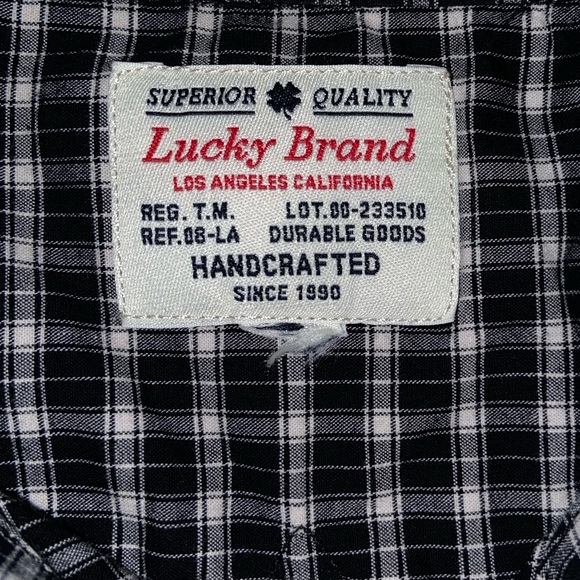 SUPERIOR QUALITY
Lucky Brand
LOS ANGELES CALIFORNIA
REG. T.M. LOT.00-233510
REF.08-LA DURABLE GOODS
HANDCRAFTED
SINCE 1990